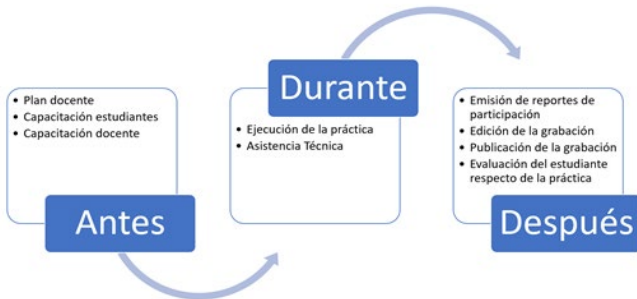 • Plan docente
• Capacitación estudiantes
• Capacitación docente
Antes
Durante
• Ejecución de la práctica
• Asistencia Técnica
• Emisión de reportes de
participación
• Edición de la grabación
• Publicación de la grabación
• Evaluación del estudiante
respecto de la práctica
Después